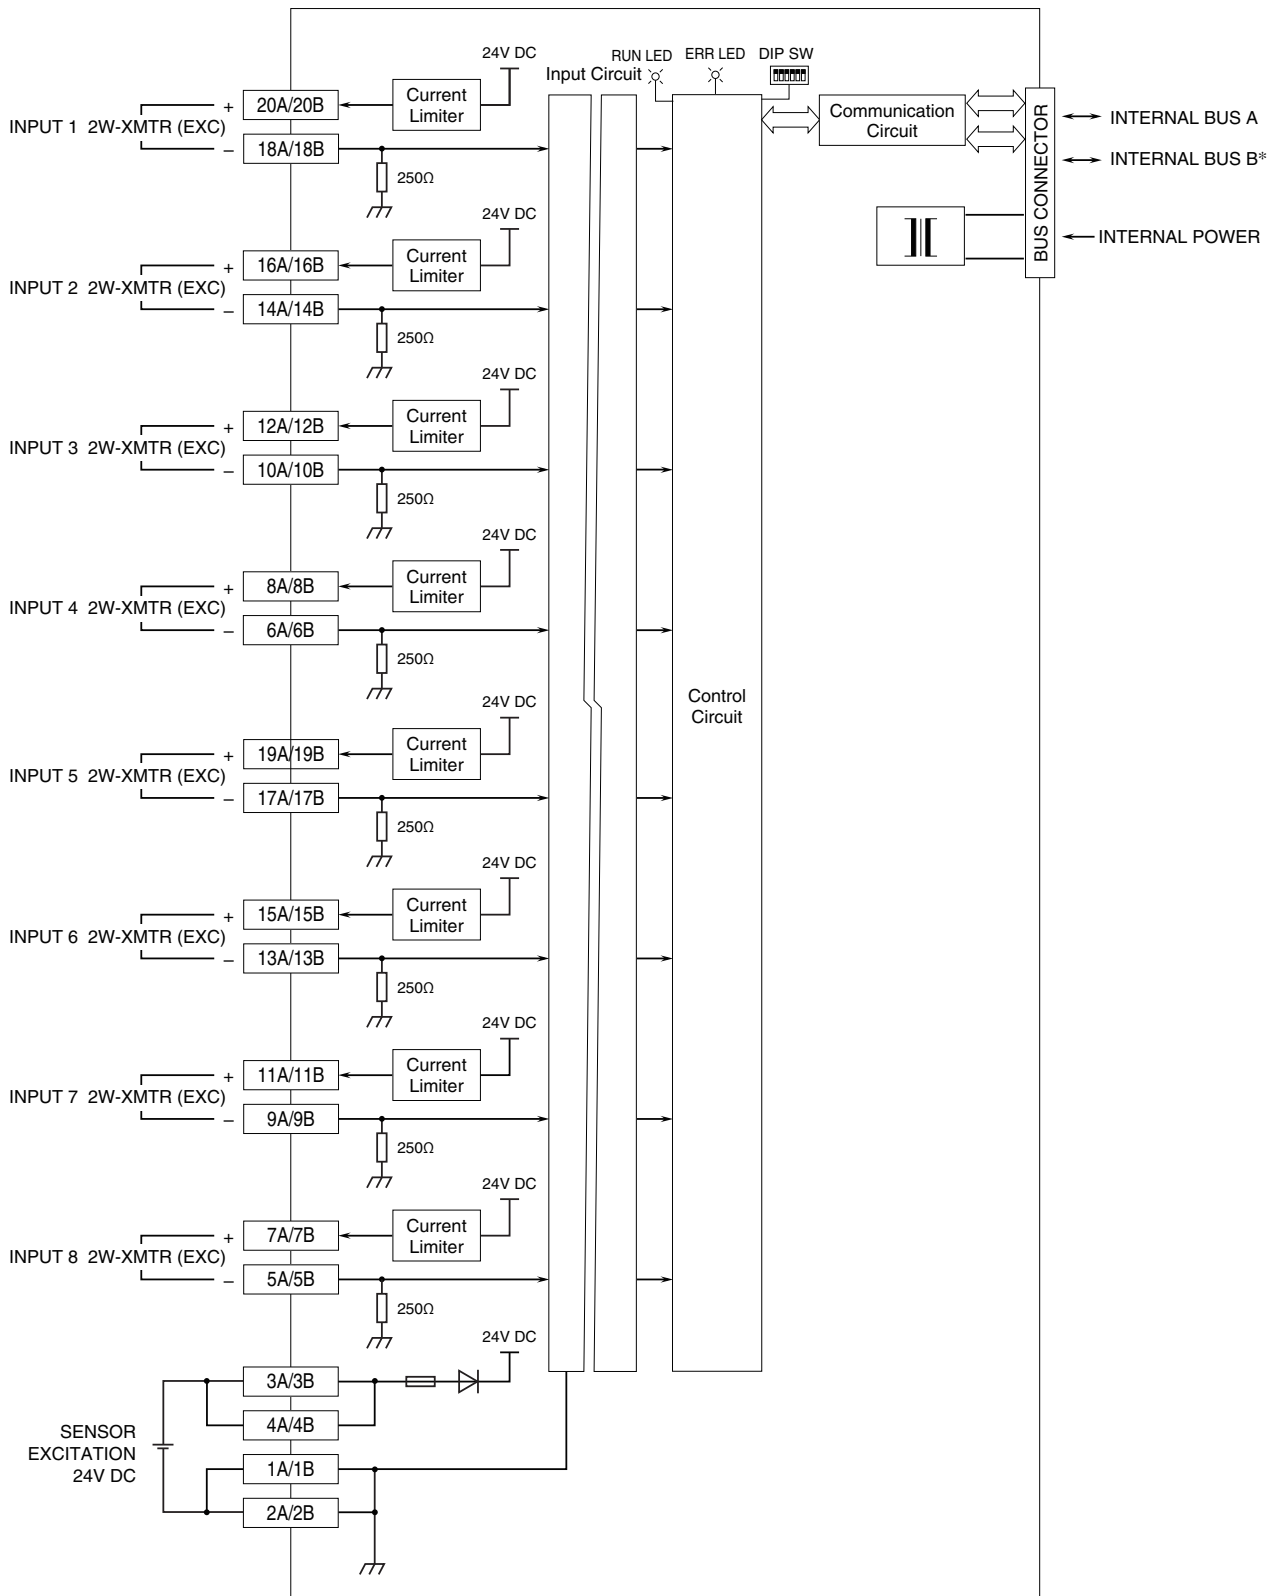 24V DC
RUN LED
ERR LED
DIP SW
Input Circuit
INPUT 1 2W-XMTR (EXC)
+
20A/20B
Current
Limiter
–
18A/18B
250Ω
Communication
Circuit
BUS CONNECTOR
INTERNAL BUS A
INTERNAL BUS B*
INTERNAL POWER
24V DC
INPUT 2 2W-XMTR (EXC)
+
16A/16B
Current
Limiter
–
14A/14B
250Ω
24V DC
INPUT 3 2W-XMTR (EXC)
+
12A/12B
Current
Limiter
–
10A/10B
250Ω
24V DC
INPUT 4 2W-XMTR (EXC)
+
8A/8B
Current
Limiter
–
6A/6B
250Ω
Control
Circuit
24V DC
INPUT 5 2W-XMTR (EXC)
+
19A/19B
Current
Limiter
–
17A/17B
250Ω
24V DC
INPUT 6 2W-XMTR (EXC)
+
15A/15B
Current
Limiter
–
13A/13B
250Ω
24V DC
INPUT 7 2W-XMTR (EXC)
+
11A/11B
Current
Limiter
–
9A/9B
250Ω
24V DC
INPUT 8 2W-XMTR (EXC)
+
7A/7B
Current
Limiter
–
5A/5B
250Ω
24V DC
3A/3B
4A/4B
SENSOR
EXCITATION
24V DC
1A/1B
2A/2B